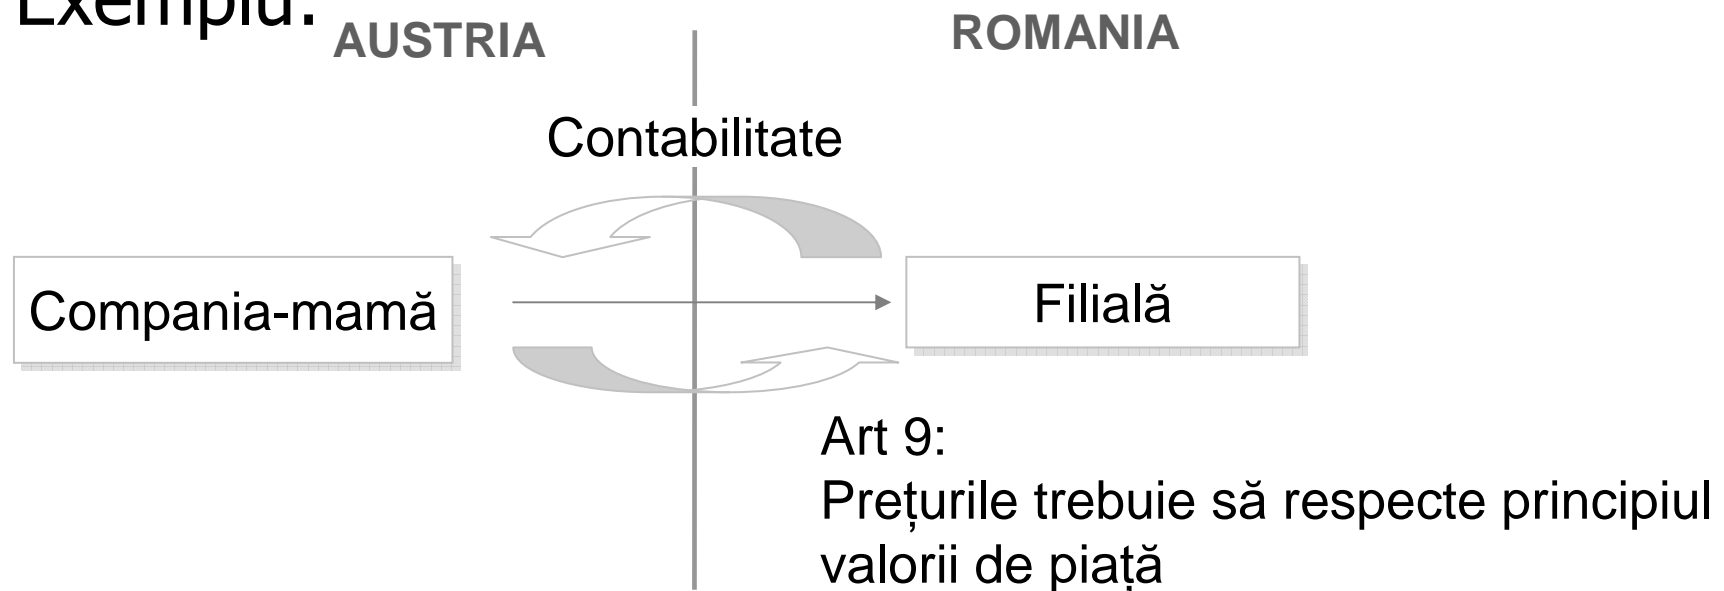 Exemplu:
AUSTRIA
ROMANIA
Contabilitate
Compania-mamă
Filială
Art 9:
Prețurile trebuie să respecte principiul
valorii de piață